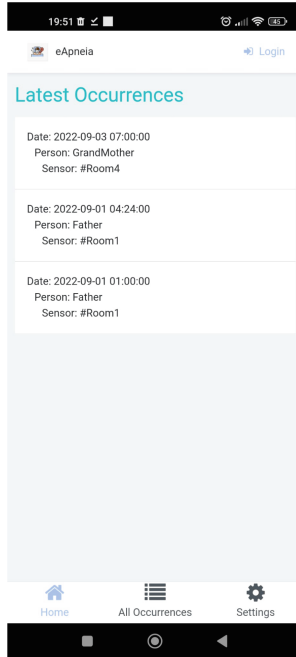 19:51
45
eApneia
Login
Latest Occurrences
Date: 2022-09-03 07:00:00
Person: GrandMother
Sensor: #Room4
Date: 2022-09-01 04:24:00
Person: Father
Sensor: #Room1
Date: 2022-09-01 01:00:00
Person: Father
Sensor: #Room1
Home
All Occurrences
Settings